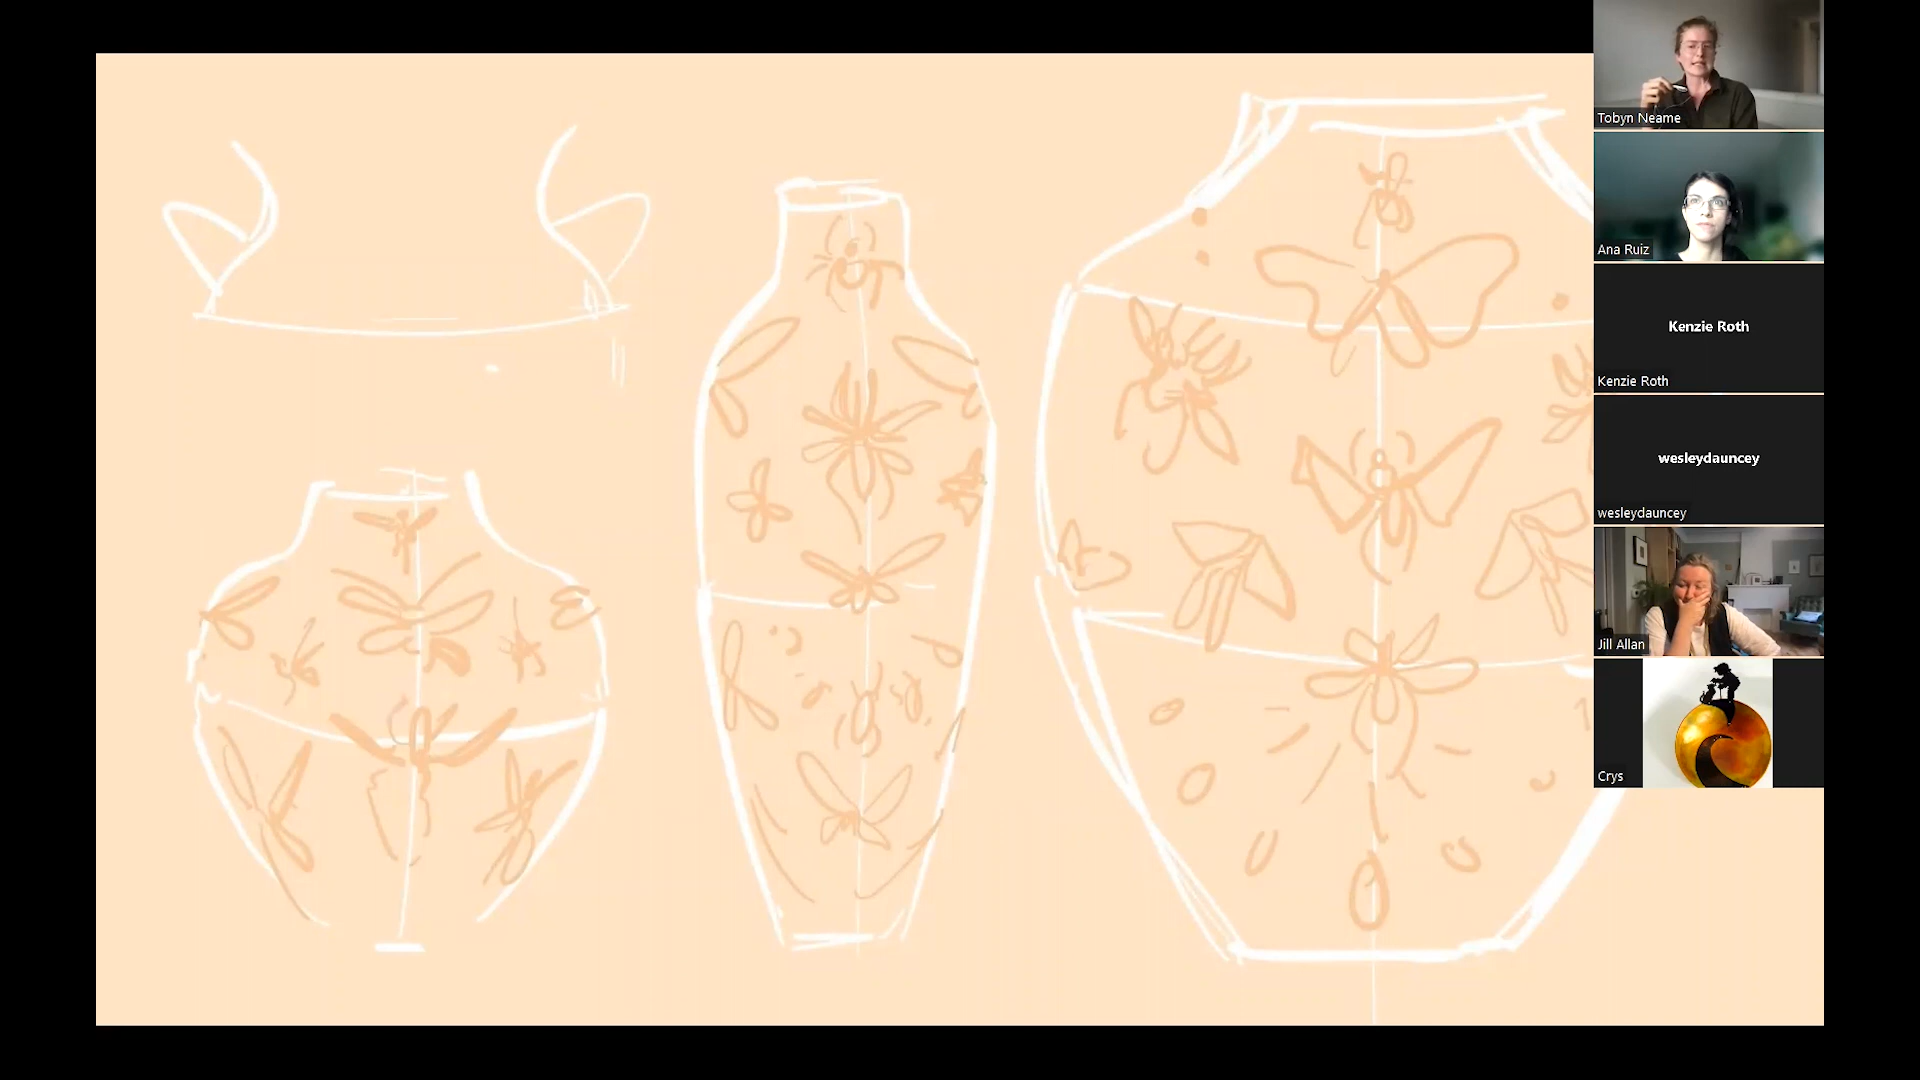 Tobyn Neame
Ana Ruiz
Kenzie Roth
Kenzie Roth
wesleydauncey
wesleydauncey
Jill Allan
Crys